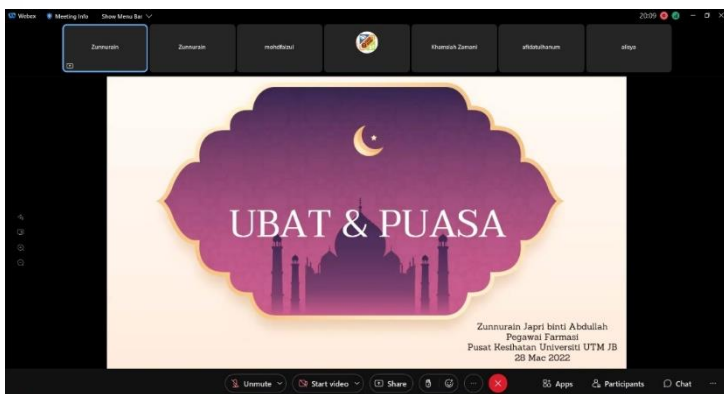 Webex Meeting Info Show Menu Bar 20:09
Zunnurain Zunnurain mohdfaizul Khamsiah Zamani afidatulhanum alisya
UBAT & PUASA
Zunnurain Japri binti Abdullah
Pegawai Farmasi
Pusat Kesihatan Universiti UTM JB
28 Mac 2022
Unmute Start video Share Apps Participants Chat